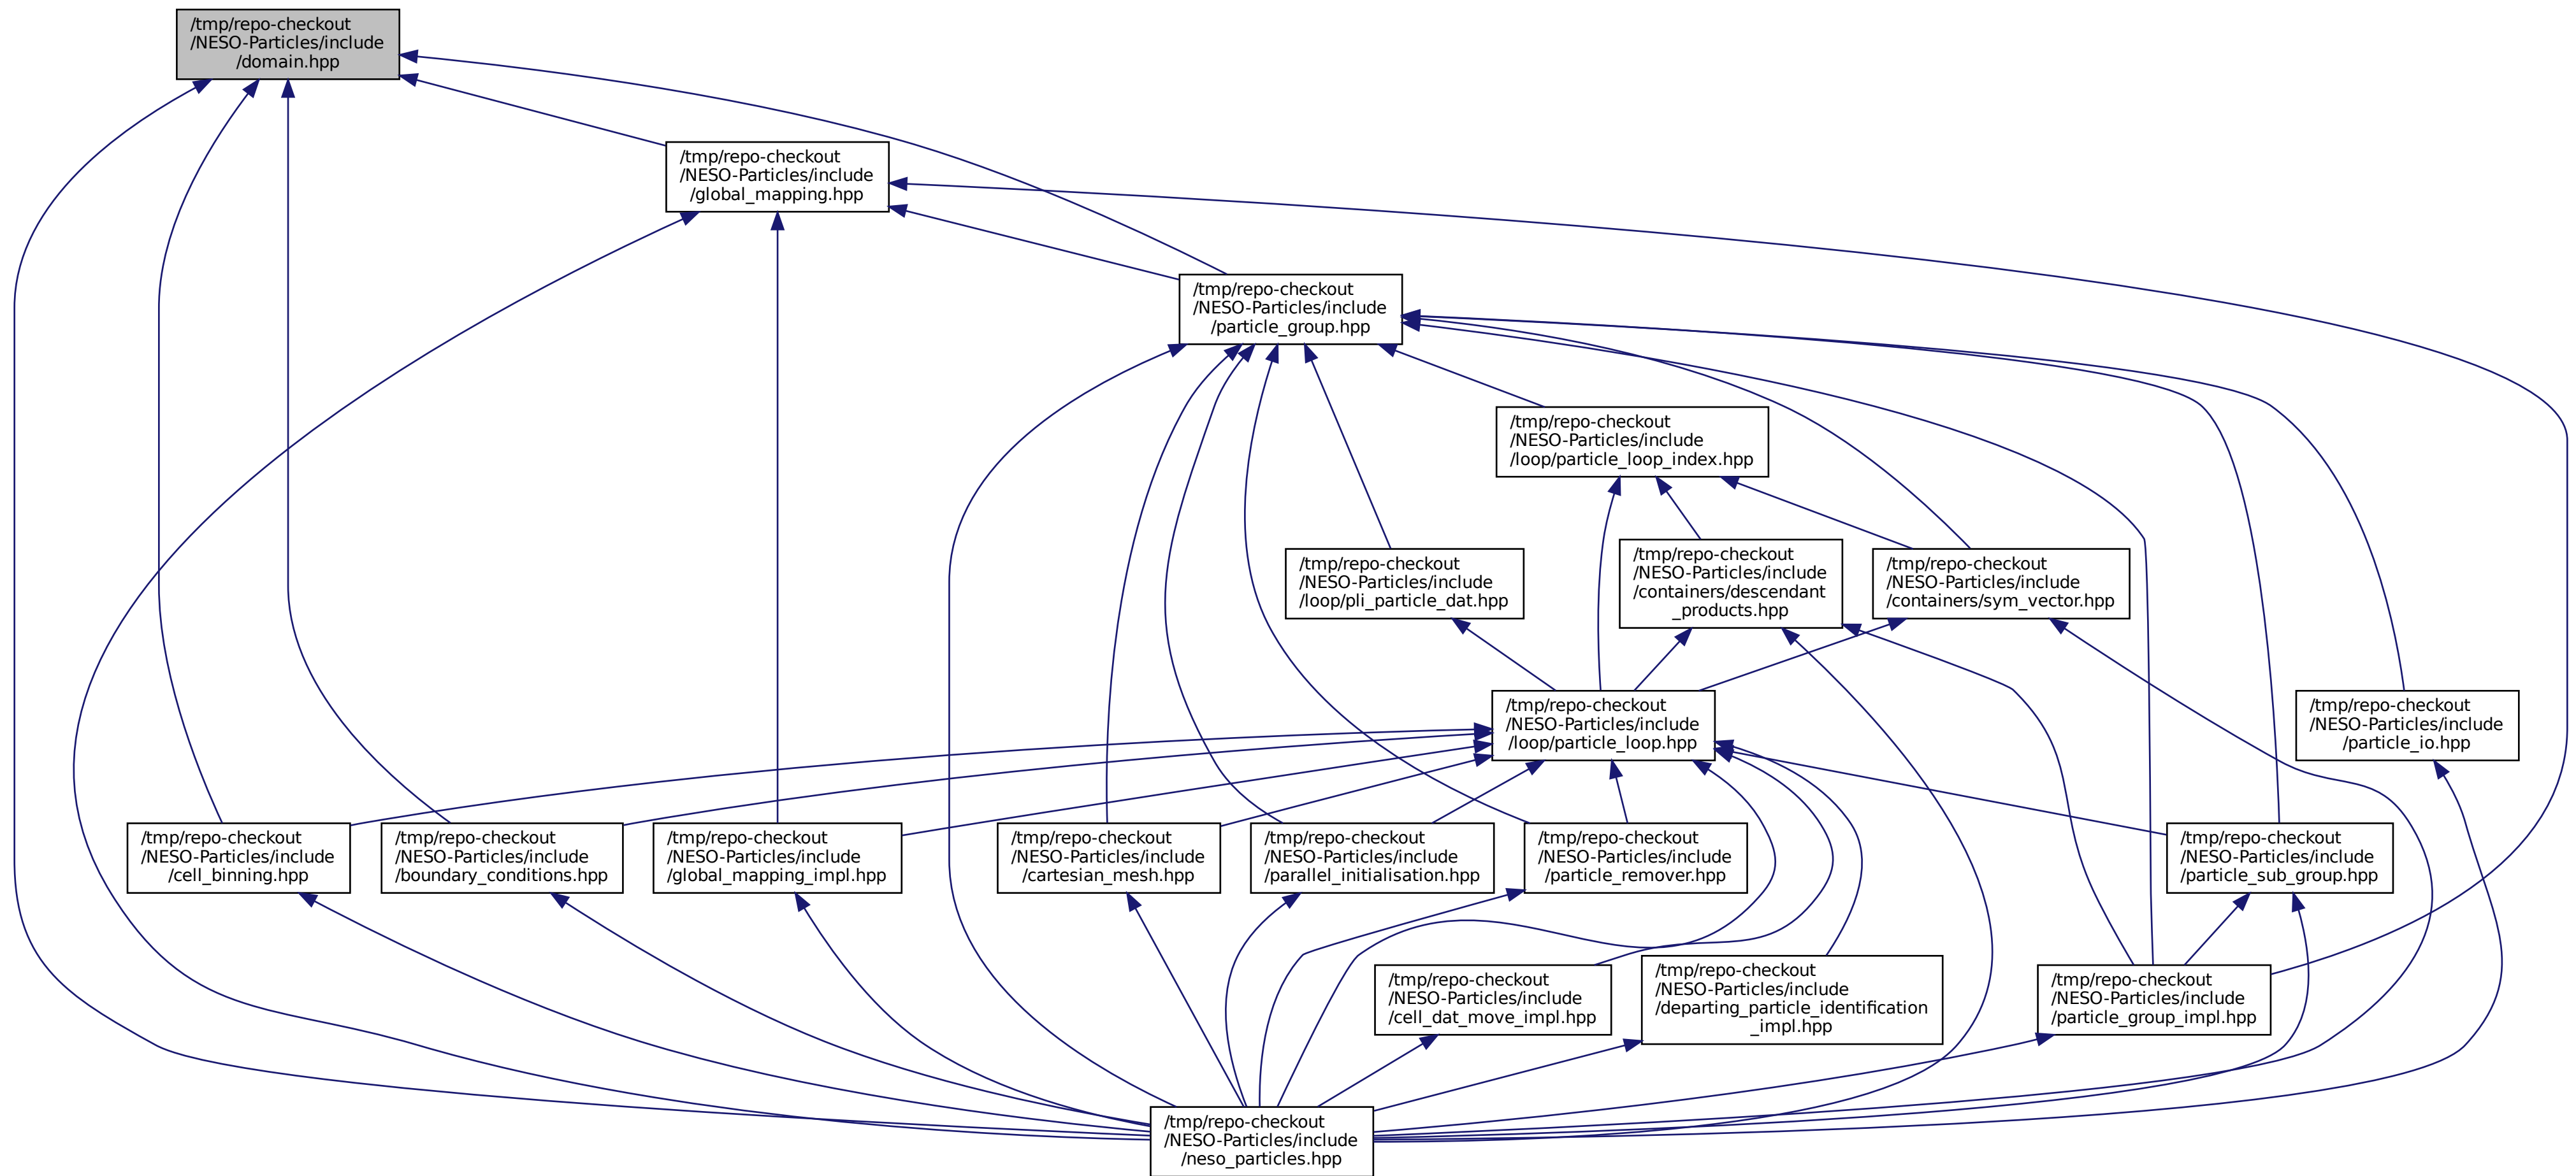 /tmp/repo-checkout
/NESO-Particles/include
/domain.hpp
/tmp/repo-checkout
/NESO-Particles/include
/global_mapping.hpp
/tmp/repo-checkout
/NESO-Particles/include
/particle_group.hpp
/tmp/repo-checkout
/NESO-Particles/include
/loop/particle_loop_index.hpp
/tmp/repo-checkout
/NESO-Particles/include
/loop/pli_particle_dat.hpp
/tmp/repo-checkout
/NESO-Particles/include
/containers/descendant
_products.hpp
/tmp/repo-checkout
/NESO-Particles/include
/containers/sym_vector.hpp
/tmp/repo-checkout
/NESO-Particles/include
/loop/particle_loop.hpp
/tmp/repo-checkout
/NESO-Particles/include
/particle_io.hpp
/tmp/repo-checkout
/NESO-Particles/include
/cell_binning.hpp
/tmp/repo-checkout
/NESO-Particles/include
/boundary_conditions.hpp
/tmp/repo-checkout
/NESO-Particles/include
/global_mapping_impl.hpp
/tmp/repo-checkout
/NESO-Particles/include
/cartesian_mesh.hpp
/tmp/repo-checkout
/NESO-Particles/include
/parallel_initialisation.hpp
/tmp/repo-checkout
/NESO-Particles/include
/particle_remover.hpp
/tmp/repo-checkout
/NESO-Particles/include
/particle_sub_group.hpp
/tmp/repo-checkout
/NESO-Particles/include
/cell_dat_move_impl.hpp
/tmp/repo-checkout
/NESO-Particles/include
/departing_particle_identification
_impl.hpp
/tmp/repo-checkout
/NESO-Particles/include
/particle_group_impl.hpp
/tmp/repo-checkout
/NESO-Particles/include
/neso_particles.hpp